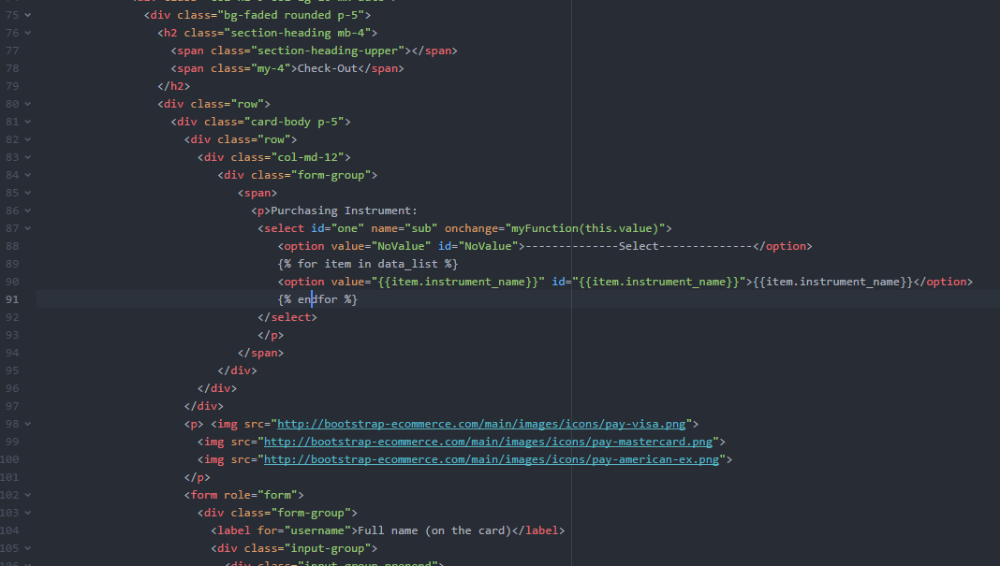 75 <div class="bg-faded rounded p-5">
76 <h2 class="section-heading mb-4">
77 <span class="section-heading-upper"></span>
78 <span class="my-4">Check-Out</span>
79 </h2>
80 <div class="row">
81 <div class="card-body p-5">
82 <div class="row">
83 <div class="col-md-12">
84 <div class="form-group">
85 <span>
86 <p>Purchasing Instrument:
87 <select id="one" name="sub" onchange="myFunction(this.value)">
88 <option value="NoValue" id="NoValue">--------------Select--------------</option>
89 {% for item in data_list %}
90 <option value="{{item.instrument_name}}" id="{{item.instrument_name}}">{{item.instrument_name}}</option>
91 {% endfor %}
92 </select>
93 </p>
94 </span>
95 </div>
96 </div>
97 </div>
98 <p> <img src="http://bootstrap-ecommerce.com/main/images/icons/pay-visa.png">
99 <img src="http://bootstrap-ecommerce.com/main/images/icons/pay-mastercard.png">
100 <img src="http://bootstrap-ecommerce.com/main/images/icons/pay-american-ex.png">
101 </p>
102 <form role="form">
103 <div class="form-group">
104 <label for="username">Full name (on the card)</label>
105 <div class="input-group">
<div class="input-group-prepend">